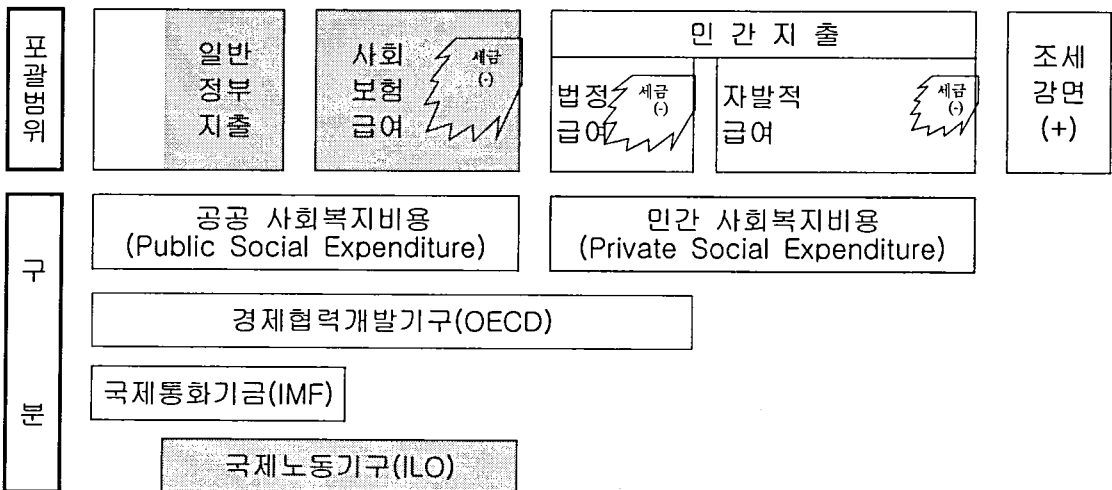 포괄범위
일반
정부
지출
사회
보험
급여
세금
(-)
민 간 지 출
법정
급여
세금
(-)
자발적
급여
세금
(-)
조세
감면
(+)
구 분
공공 사회복지비용
(Public Social Expenditure)
민간 사회복지비용
(Private Social Expenditure)
경제협력개발기구(OECD)
국제통화기금(IMF)
국제노동기구(ILO)